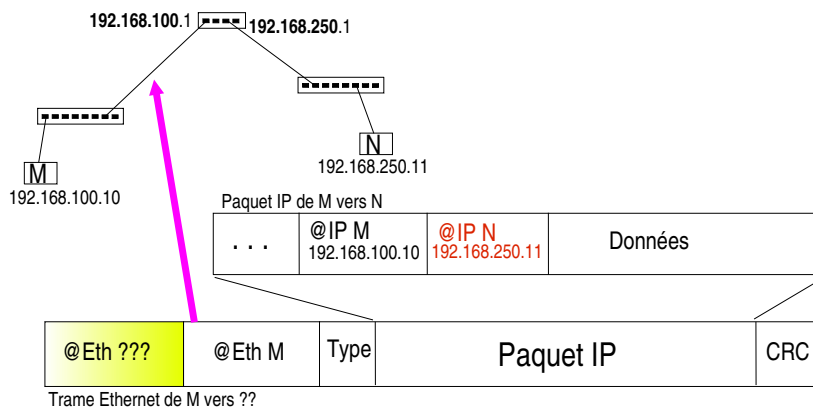 192.168.100.1 192.168.250.1
M
192.168.100.10
N
192.168.250.11
Paquet IP de M vers N
. . . @IP M @IP N Données
192.168.100.10 192.168.250.11
@Eth ??? @Eth M Type Paquet IP CRC
Trame Ethernet de M vers ??